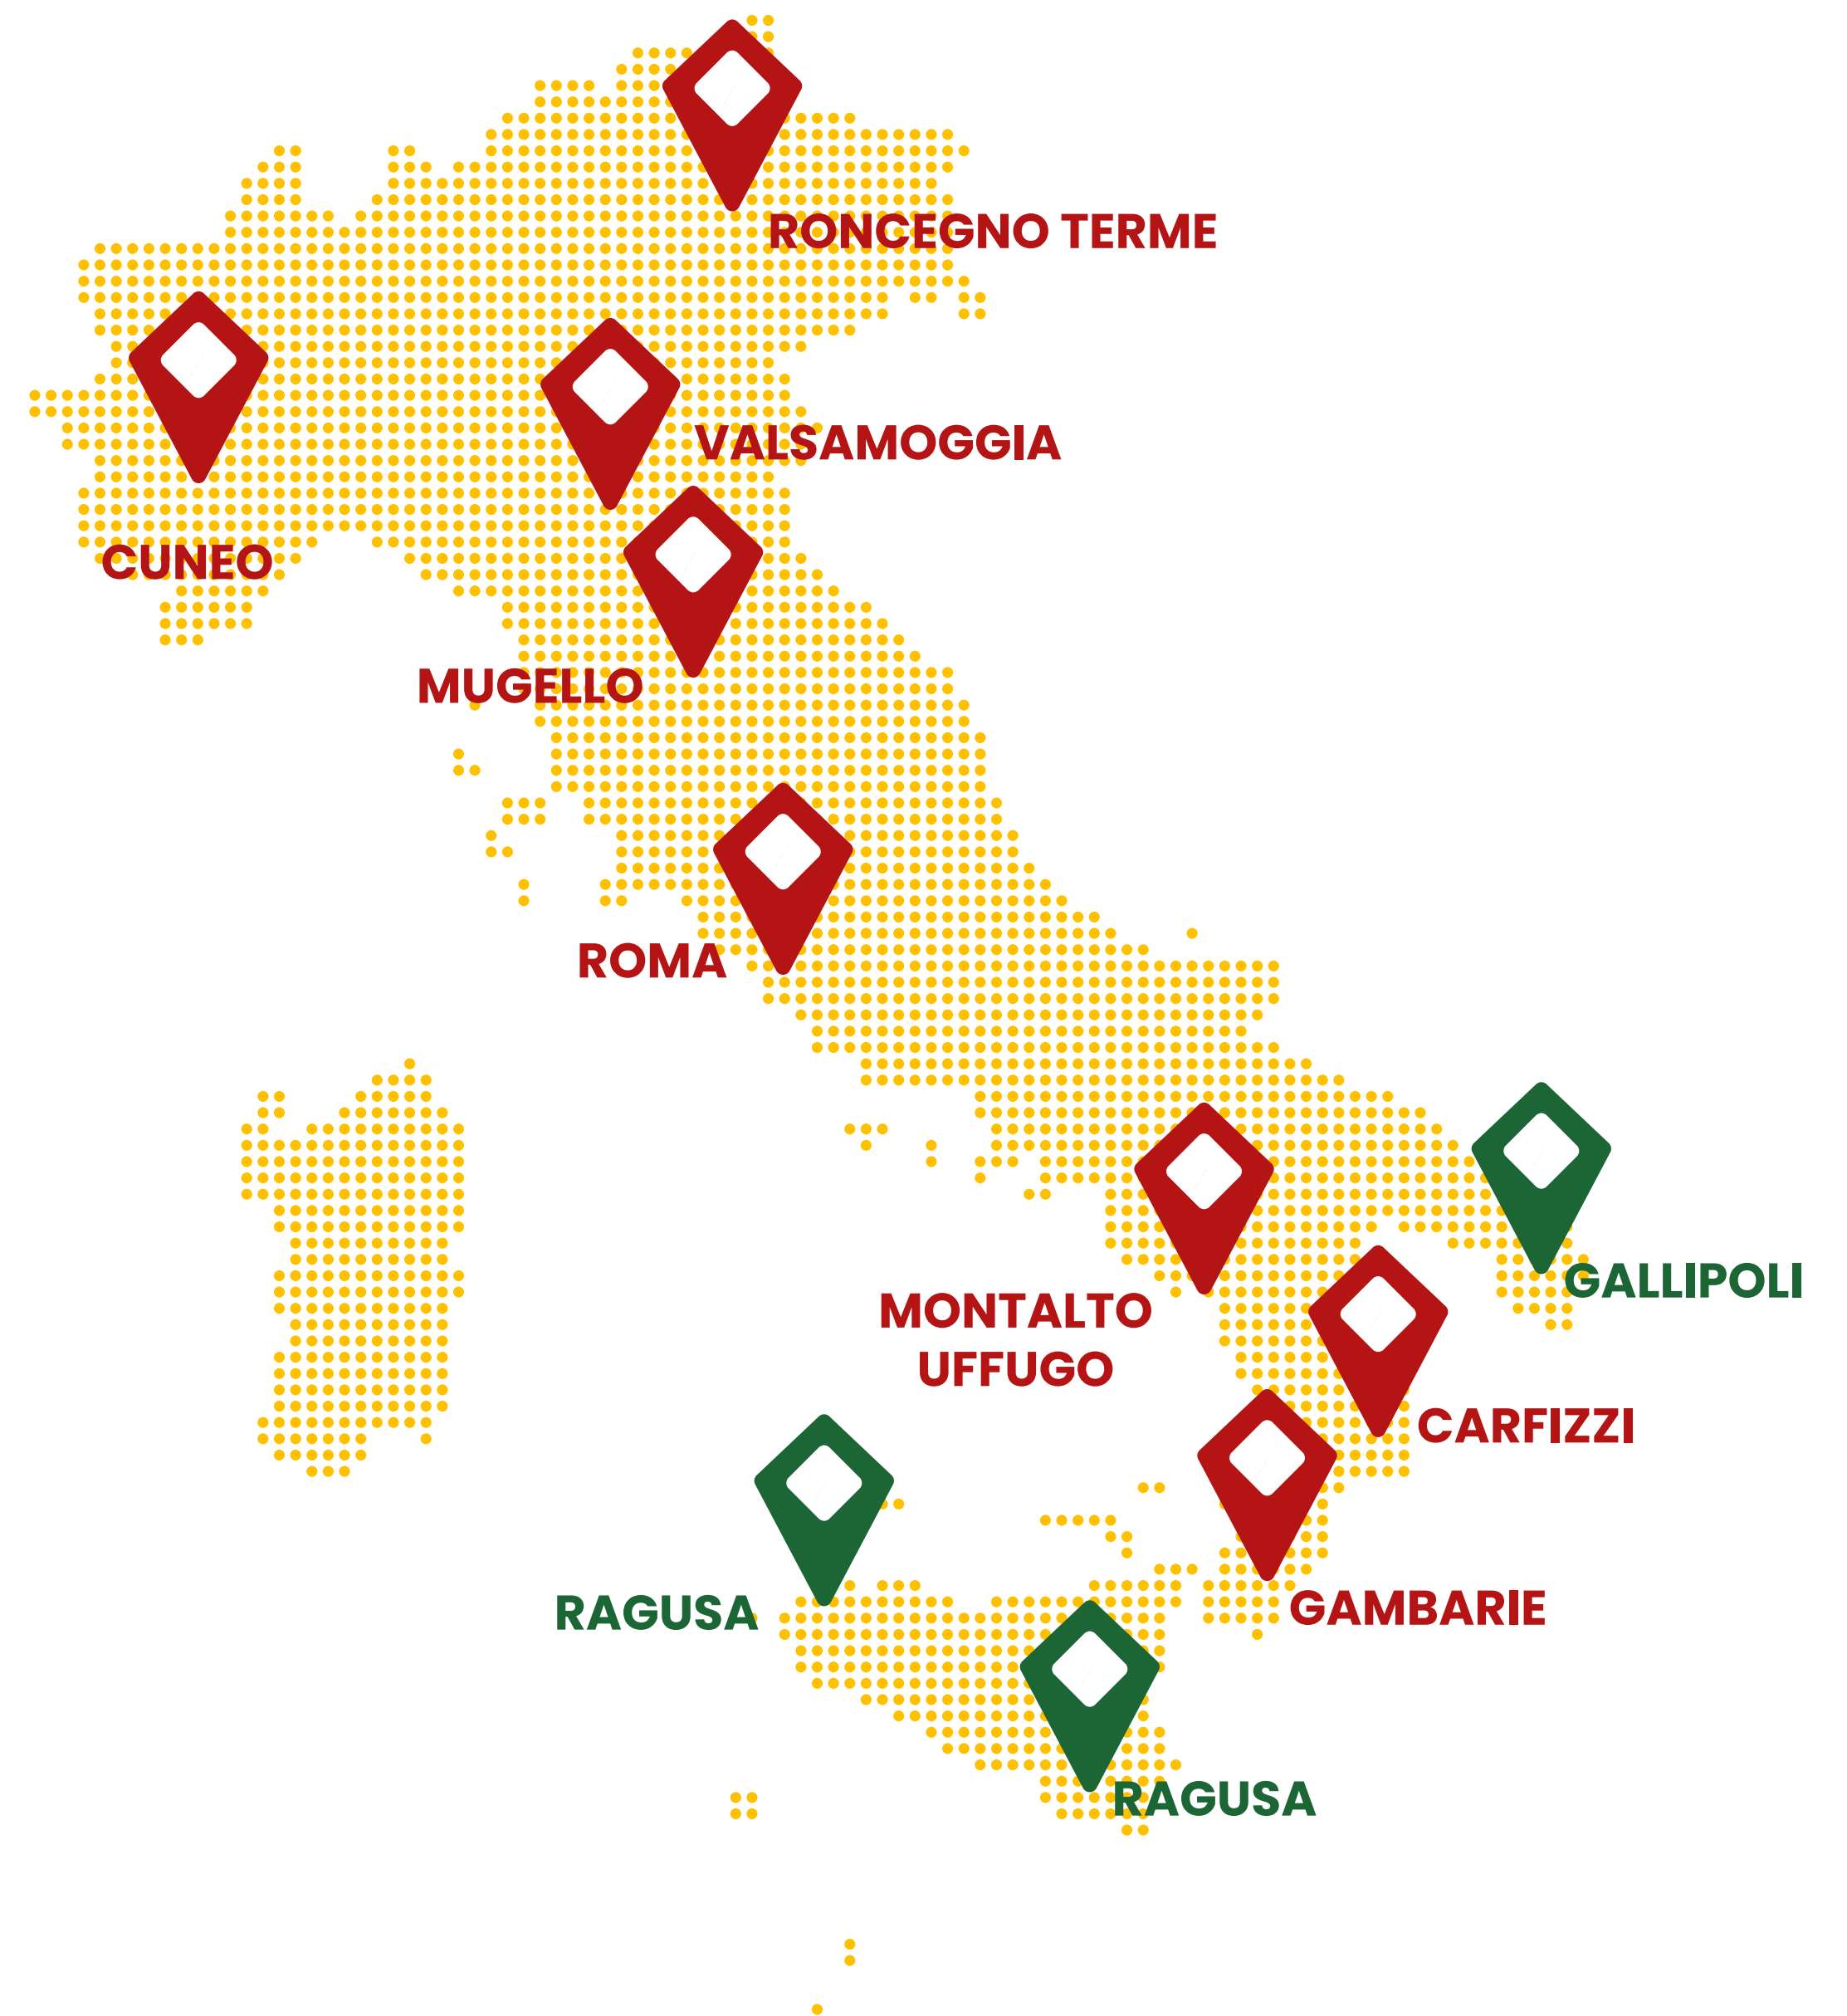 RONCEGNO TERME
VALSAMOGGIA
CUNEO
MUGELLO
ROMA
GALLIPOLI
MONTALTO
UFFUGO
CARFIZZI
RAGUSA
GAMBARIE
RAGUSA